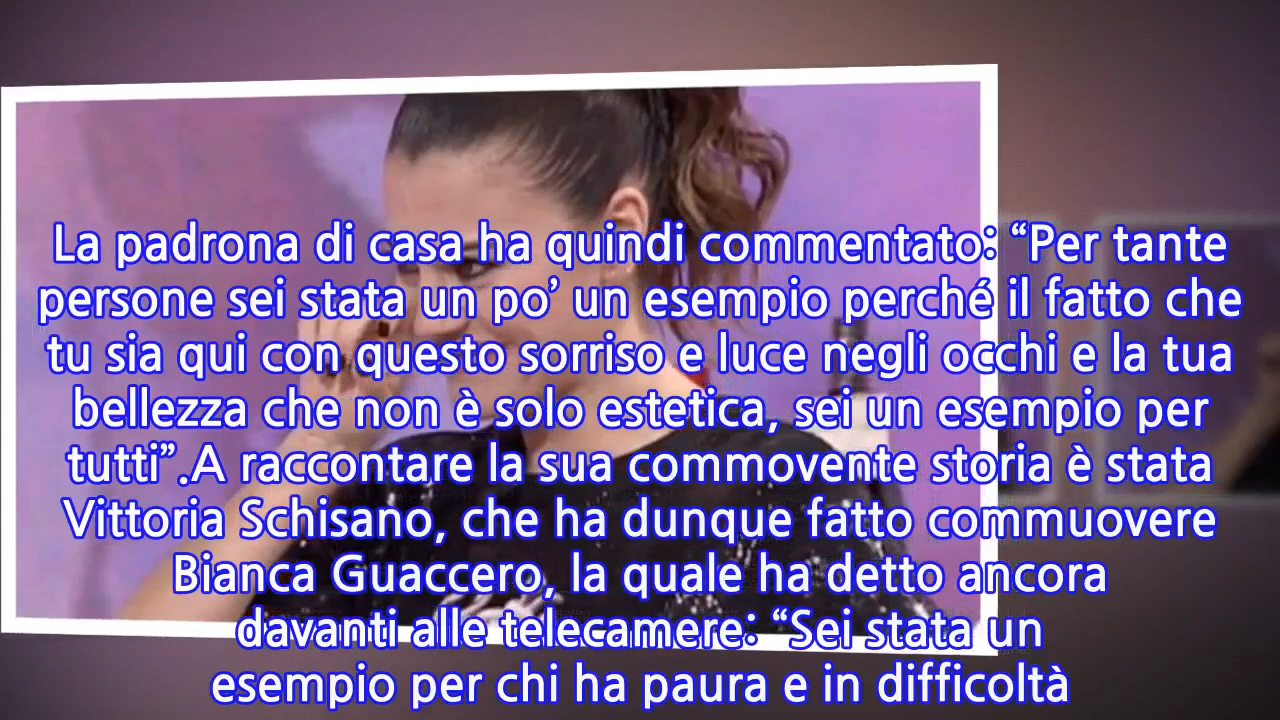 La padrona di casa ha quindi commentato: “Per tante
persone sei stata un po’ un esempio perché il fatto che
tu sia qui con questo sorriso e luce negli occhi e la tua
bellezza che non è solo estetica, sei un esempio per
tutti”.A raccontare la sua commovente storia è stata
Vittoria Schisano, che ha dunque fatto commuovere
Bianca Guaccero, la quale ha detto ancora
davanti alle telecamere: “Sei stata un
esempio per chi ha paura e in difficoltà